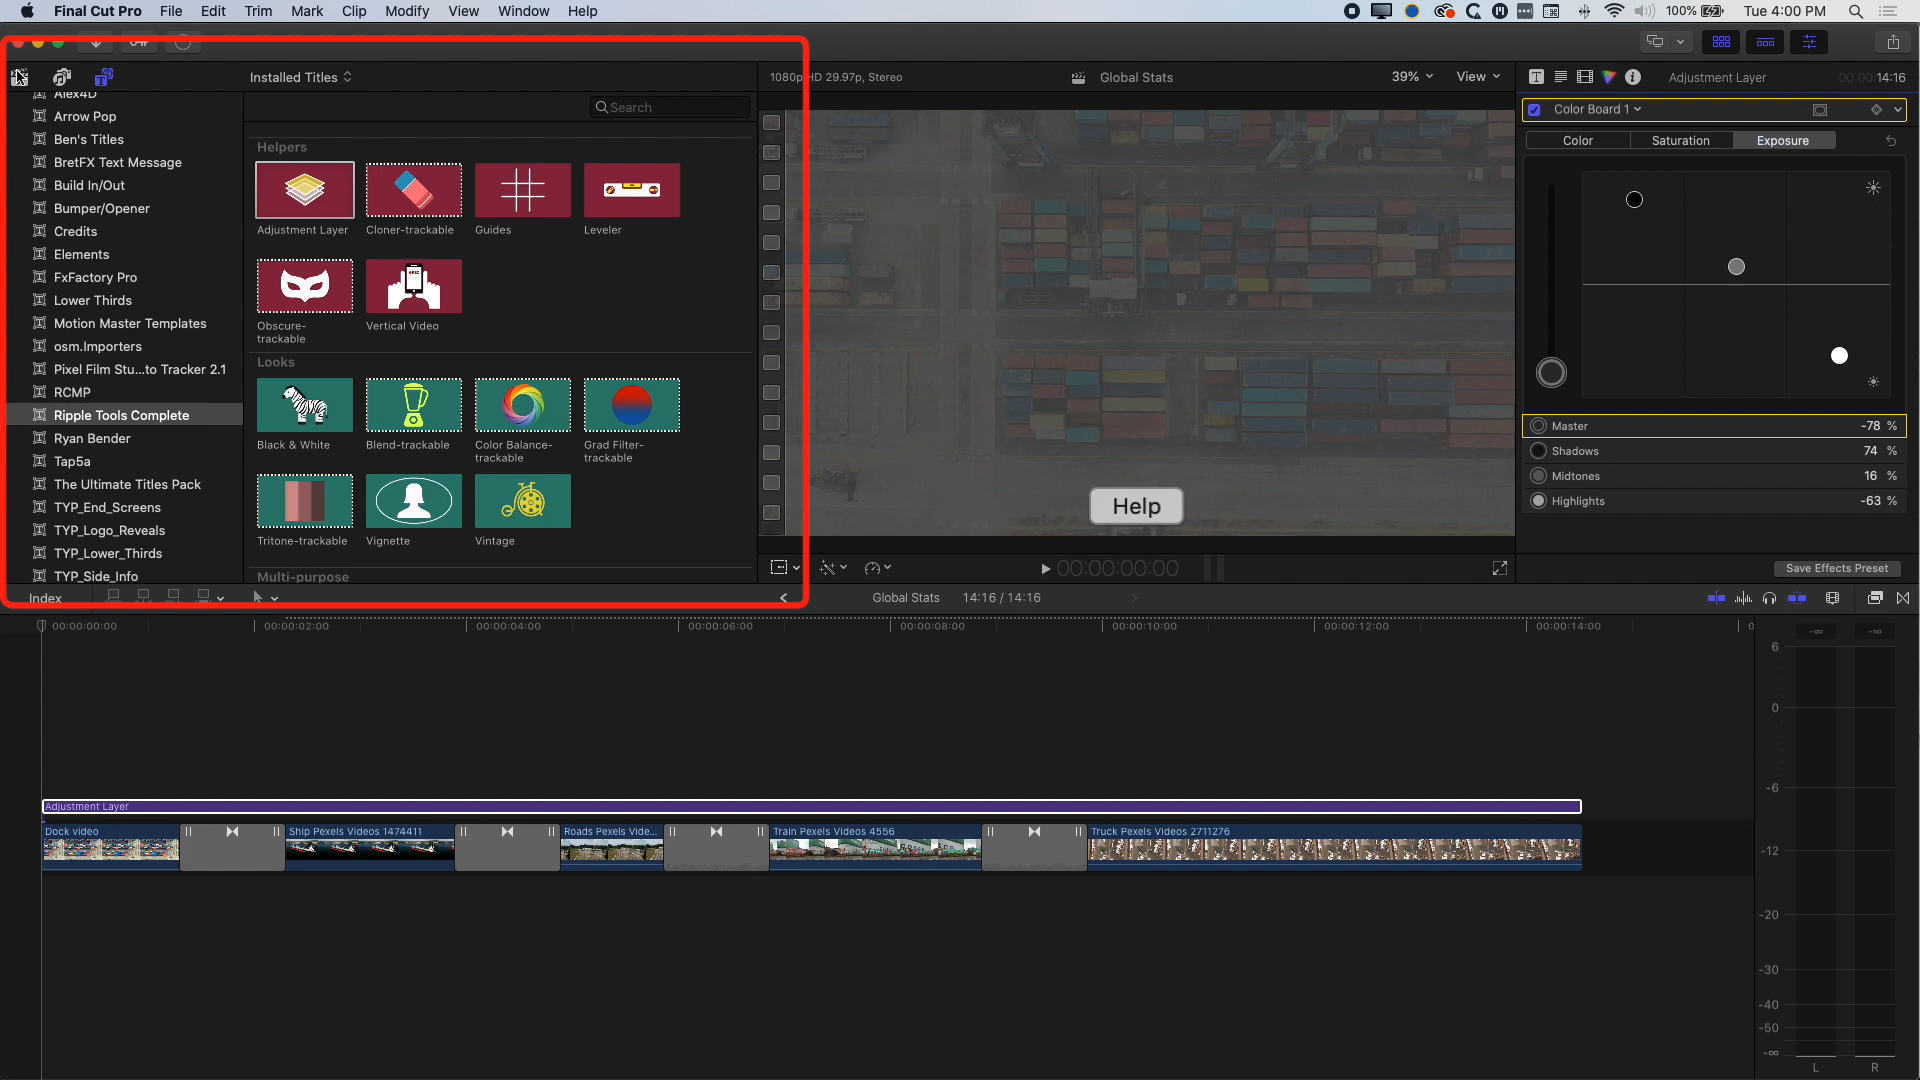 Final Cut Pro File Edit Trim Mark Clip Modify View Window Help 100% Tue 4:00 PM
Installed Titles
1080p HD 29.97p, Stereo
Global Stats
39%
View
Adjustment Layer
00:00:14:16
Search
Alex4D
Arrow Pop
Ben's Titles
BretFX Text Message
Build In/Out
Bumper/Opener
Credits
Elements
FxFactory Pro
Lower Thirds
Motion Master Templates
osm.Importers
Pixel Film Stu...to Tracker 2.1
RCMP
Ripple Tools Complete
Ryan Bender
Tap5a
The Ultimate Titles Pack
TYP_End_Screens
TYP_Logo_Reveals
TYP_Lower_Thirds
TYP_Side_Info
Helpers
Adjustment Layer
Cloner-trackable
Guides
Leveler
Obscure-
trackable
Vertical Video
Looks
Black & White
Blend-trackable
Color Balance-
trackable
Grad Filter-
trackable
Tritone-trackable
Vignette
Vintage
Multi-purpose
Help
00:00:00:00
Color Board 1
Color
Saturation
Exposure
Master -78 %
Shadows 74 %
Midtones 16 %
Highlights -63 %
Save Effects Preset
Index
Global Stats
14:16 / 14:16
00:00:00:00
00:00:02:00
00:00:04:00
00:00:06:00
00:00:08:00
00:00:10:00
00:00:12:00
00:00:14:00
Adjustment Layer
Dock video
Ship Pexels Videos 1474411
Roads Pexels Vide...
Train Pexels Videos 4556
Truck Pexels Videos 2711276
-∞ -∞
6
0
-6
-12
-20
-30
-40
-50
-∞
L R